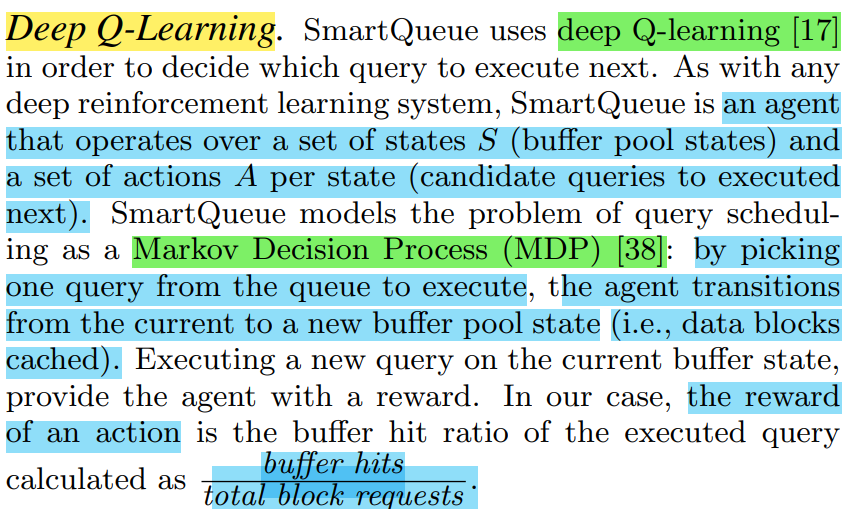 Deep Q-Learning. SmartQueue uses deep Q-learning [17]
in order to decide which query to execute next. As with any
deep reinforcement learning system, SmartQueue is an agent
that operates over a set of states S (buffer pool states) and
a set of actions A per state (candidate queries to executed
next). SmartQueue models the problem of query schedul-
ing as a Markov Decision Process (MDP) [38]: by picking
one query from the queue to execute, the agent transitions
from the current to a new buffer pool state (i.e., data blocks
cached). Executing a new query on the current buffer state,
provide the agent with a reward. In our case, the reward
of an action is the buffer hit ratio of the executed query
buffer hits
calculated as
total block requests.